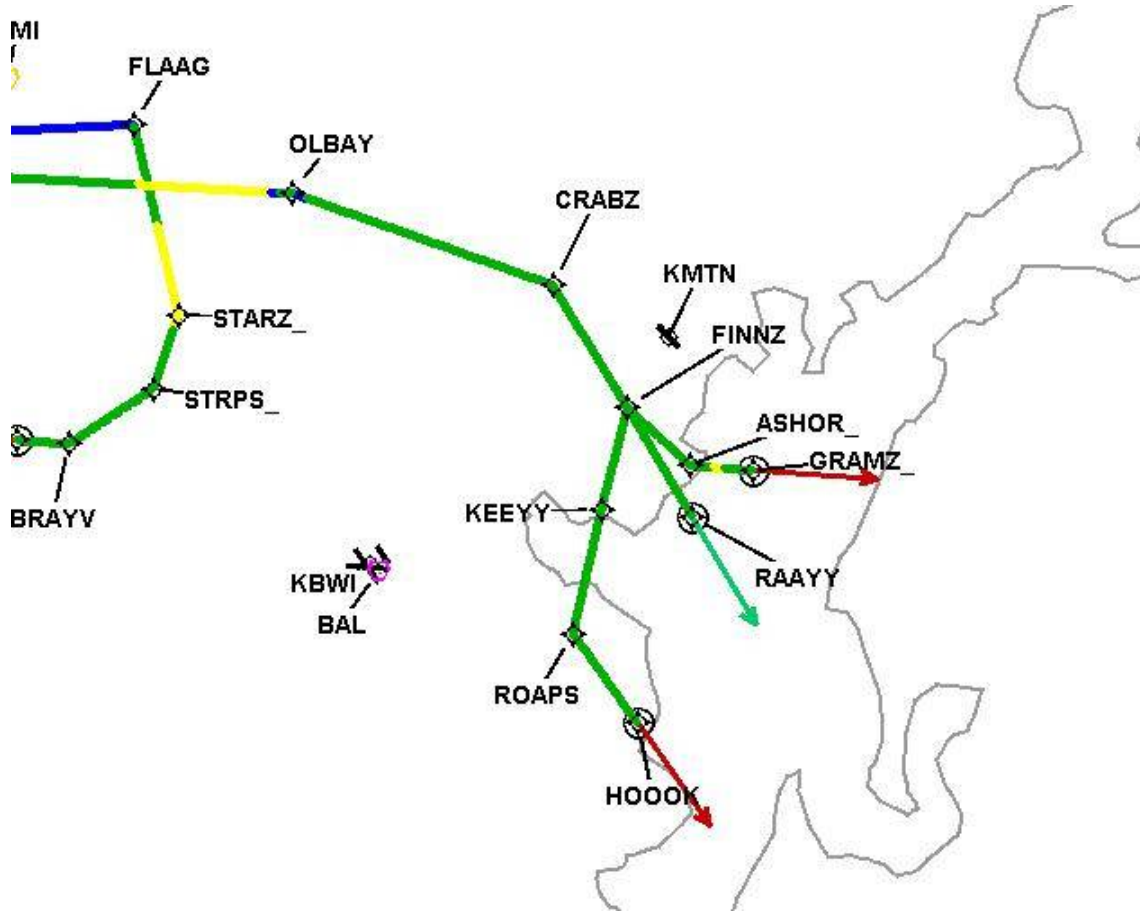 MI
FLAAG
OLBAY
CRABZ
KMTN
STARZ_
FINNZ
STRPS_
ASHOR_
GRAMZ_
KEEYY
BRAYV
RAAYY
KBWI
BAL
ROAPS
HOOOK